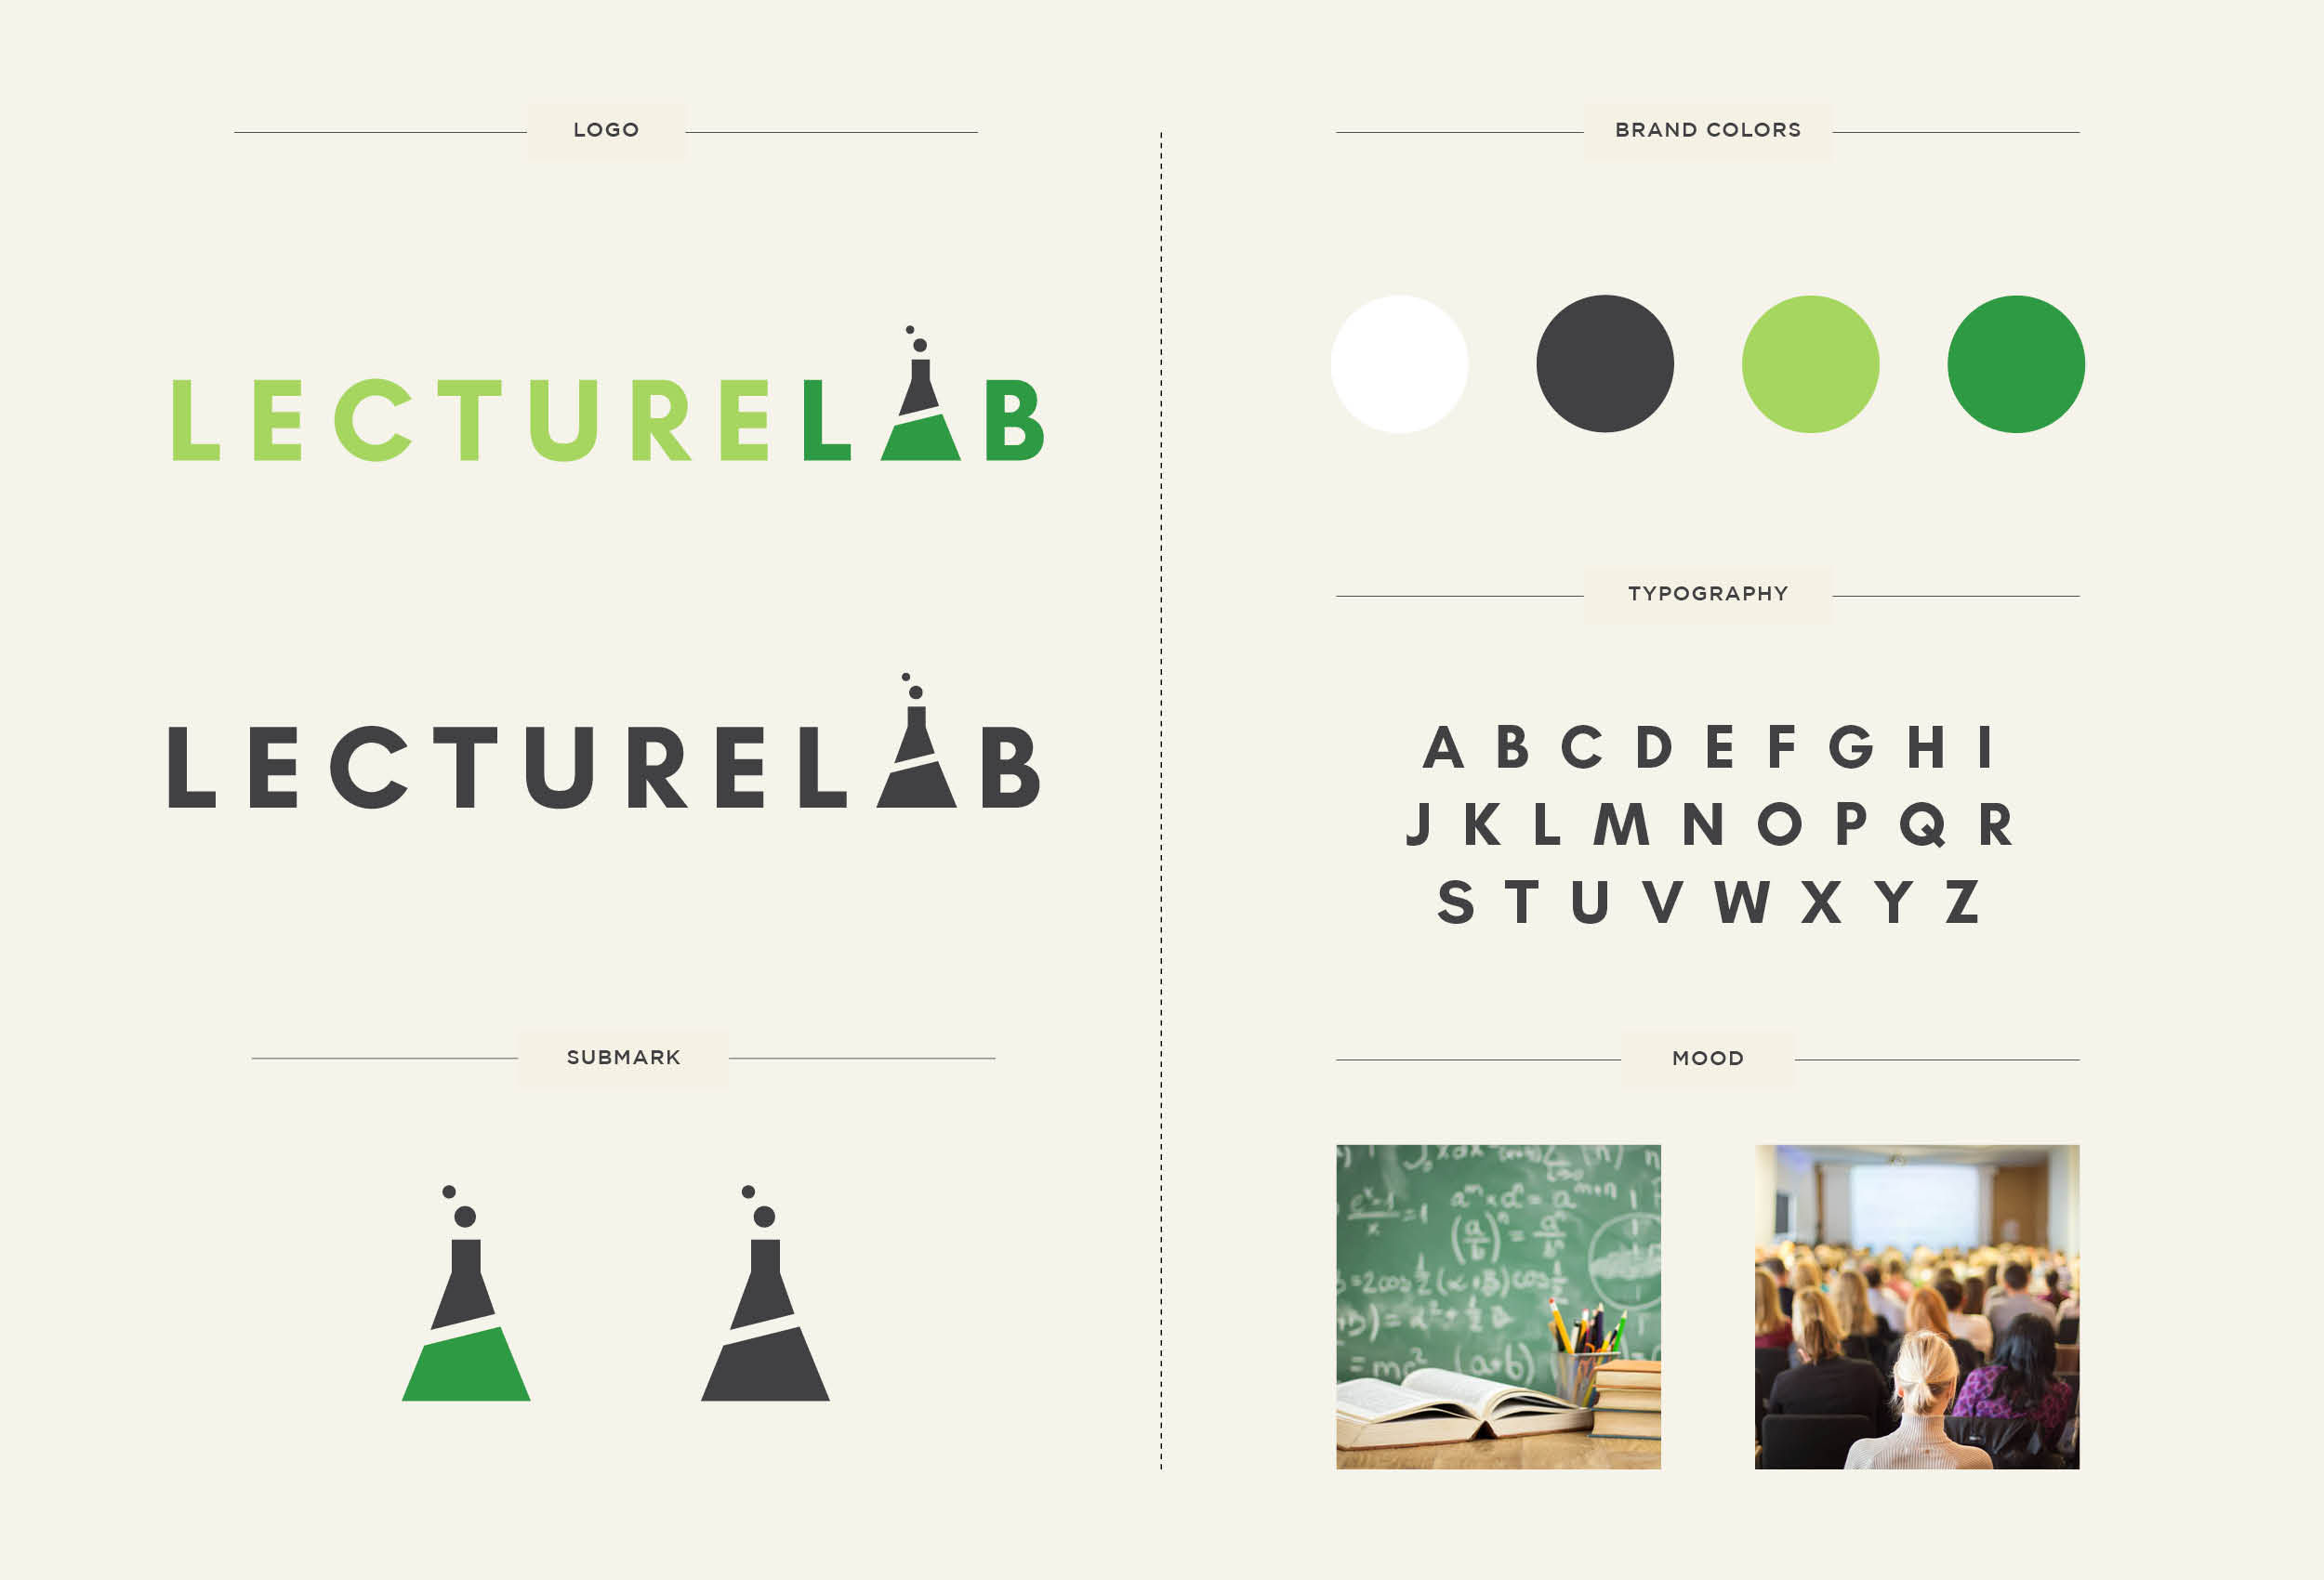 LOGO
LECTURELAB
LECTURELAB
SUBMARK
BRAND COLORS
TYPOGRAPHY
A B C D E F G H I
J K L M N O P Q R
S T U V W X Y Z
MOOD